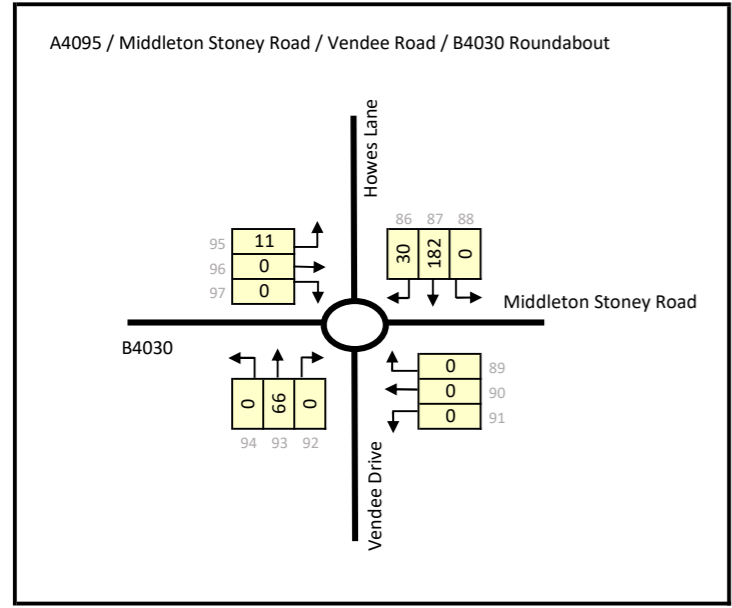 A4095 / Middleton Stoney Road / Vendee Road / B4030 Roundabout
Howes Lane
86 87 88
30 182 0
95 11
96 0
97 0
Middleton Stoney Road
B4030
0 89
0 90
0 91
0 66 0
94 93 92
Vendee Drive